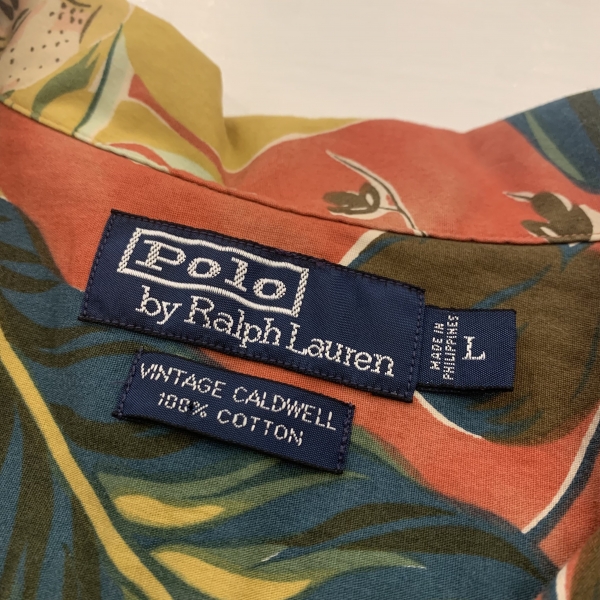 Polo
by Ralph Lauren
MADE IN
PHILIPPINES
L
VINTAGE CALDWELL
100% COTTON